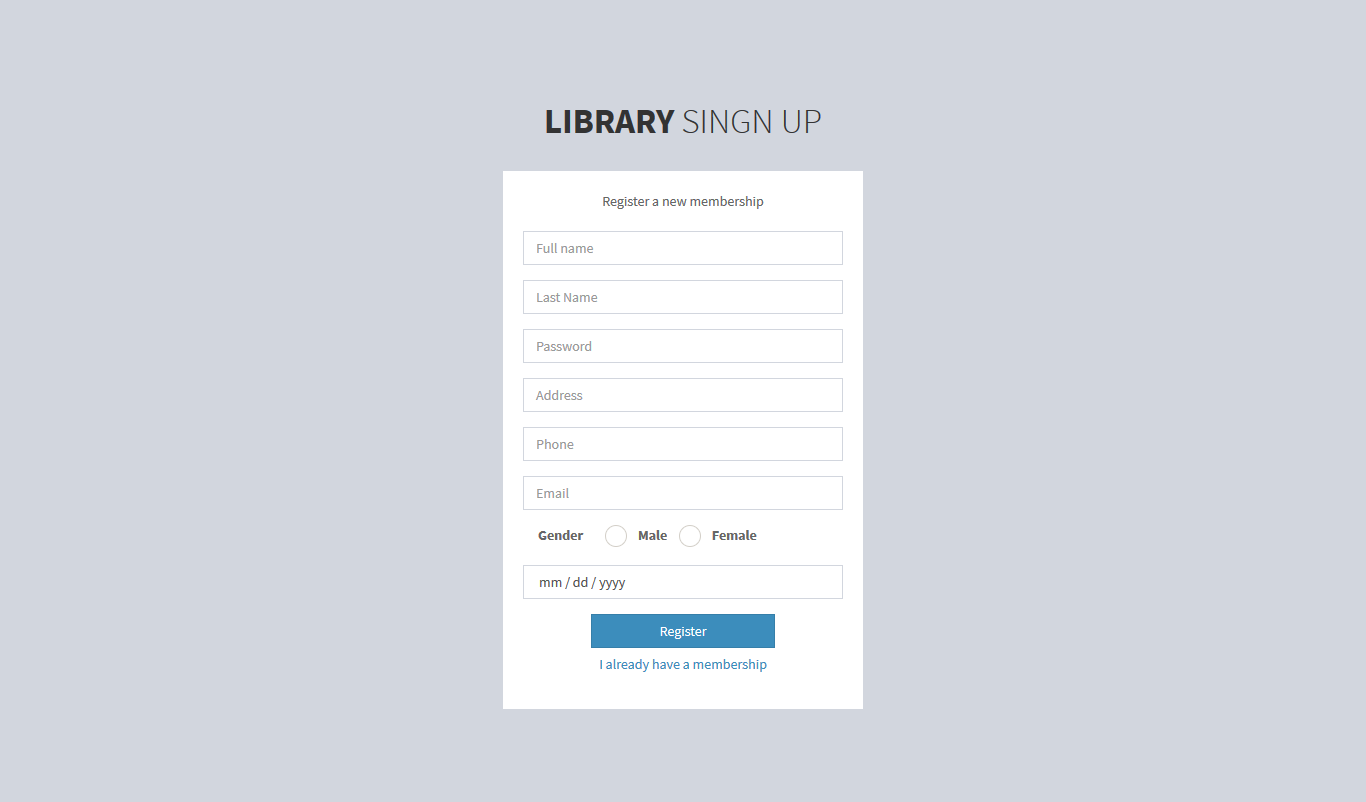 LIBRARY SINGN UP
Register a new membership
Full name
Last Name
Password
Address
Phone
Email
Gender Male Female
mm / dd / yyyy
Register
I already have a membership